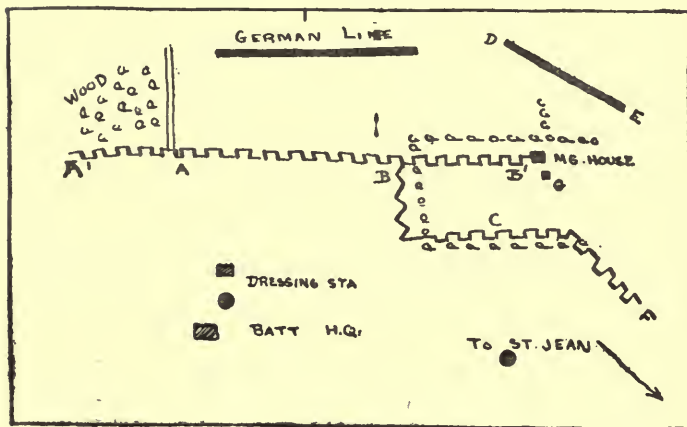 GERMAN LINE
D
WOOD
E
A'
A
B
B'
MG. HOUSE
G
C
F
DRESSING STA
BATT H.Q.
TO ST. JEAN